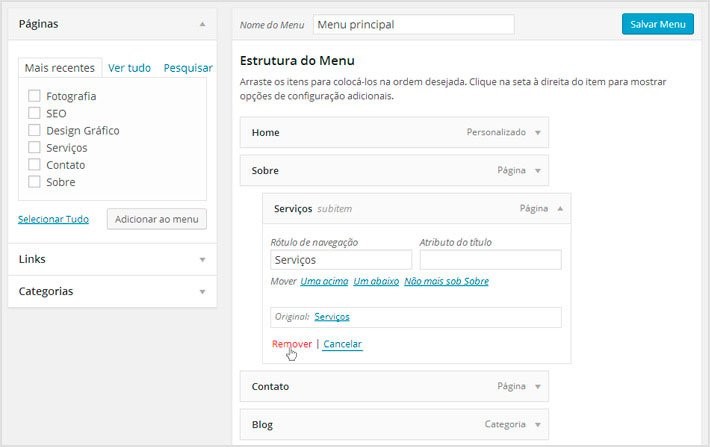 Páginas
Mais recentes Ver tudo Pesquisar
Fotografia
SEO
Design Gráfico
Serviços
Contato
Sobre
Selecionar Tudo Adicionar ao menu
Links
Categorias
Nome do Menu Menu principal Salvar Menu
Estrutura do Menu
Arraste os itens para colocá-los na ordem desejada. Clique na seta à direita do item para mostrar
opções de configuração adicionais.
Home Personalizado
Sobre Página
Serviços subitem Página
Rótulo de navegação Atributo do título
Serviços
Mover Uma acima Um abaixo Não mais sob Sobre
Original: Serviços
Remover | Cancelar
Contato Página
Blog Categoria